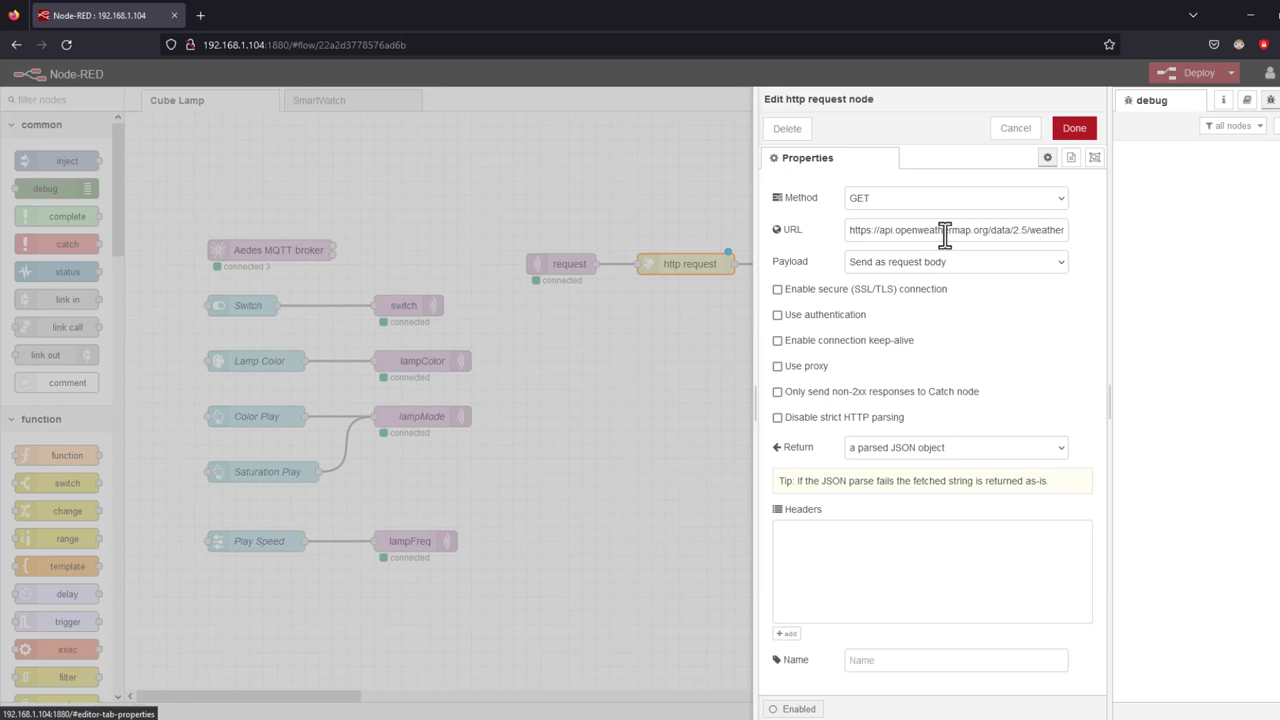 Node-RED: 192.168.1.104
192.168.1.104:1880/#flow/22a2d3778576ad6b
Node-RED
Deploy
filter nodes
Cube Lamp
SmartWatch
Edit http request node
debug
i
common
Delete
Cancel
Done
all nodes
Properties
inject
debug
complete
catch
status
link in
link call
link out
comment
function
function
switch
change
range
template
delay
trigger
exec
filter
Aedes MQTT broker
connected 3
request
connected
http request
Switch
switch
connected
Lamp Color
lampColor
connected
Color Play
lampMode
connected
Saturation Play
Play Speed
lampFreq
connected
Method
GET
URL
https://api.openweathermap.org/data/2.5/weather
Payload
Send as request body
Enable secure (SSL/TLS) connection
Use authentication
Enable connection keep-alive
Use proxy
Only send non-2xx responses to Catch node
Disable strict HTTP parsing
Return
a parsed JSON object
Tip: If the JSON parse fails the fetched string is returned as-is.
Headers
add
Name
Name
Enabled
192.168.1.104:1880/#editor-tab-properties